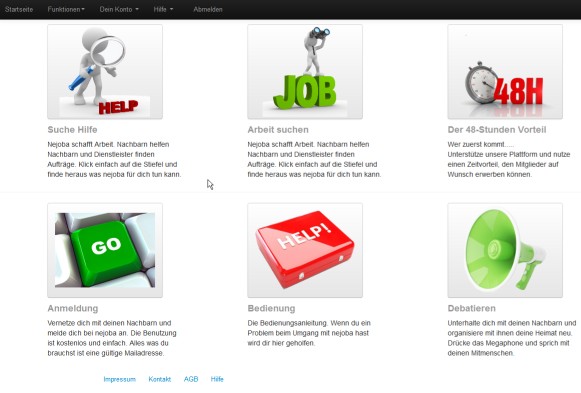 Startseite Funktionen Dein Konto Hilfe Abmelden
HELP
JOB
48H
Suche Hilfe
Nejoba schafft Arbeit. Nachbarn helfen
Nachbarn und Dienstleister finden
Aufträge. Klick einfach auf die Stiefel und
finde heraus was nejoba für dich tun kann.
Arbeit suchen
Nejoba schafft Arbeit. Nachbarn helfen
Nachbarn und Dienstleister finden
Aufträge. Klick einfach auf die Stiefel und
finde heraus was nejoba für dich tun kann.
Der 48-Stunden Vorteil
Wer zuerst kommt.....
Unterstütze unsere Plattform und nutze
einen Zeitvorteil, den Mitglieder auf
Wunsch erwerben können.
GO
HELP!
Anmeldung
Vernetze dich mit deinen Nachbarn und
melde dich bei nejoba an. Die Benutzung
ist kostenlos und einfach. Alles was du
brauchst ist eine gültige Mailadresse.
Bedienung
Die Bedienungsanleitung. Wenn du ein
Problem beim Umgang mit nejoba hast
wird dir hier geholfen.
Debatieren
Unterhalte dich mit deinen Nachbarn und
organisiere mit ihnen deine Heimat neu.
Drücke das Megaphone und sprich mit
deinen Mitmenschen.
Impressum Kontakt AGB Hilfe